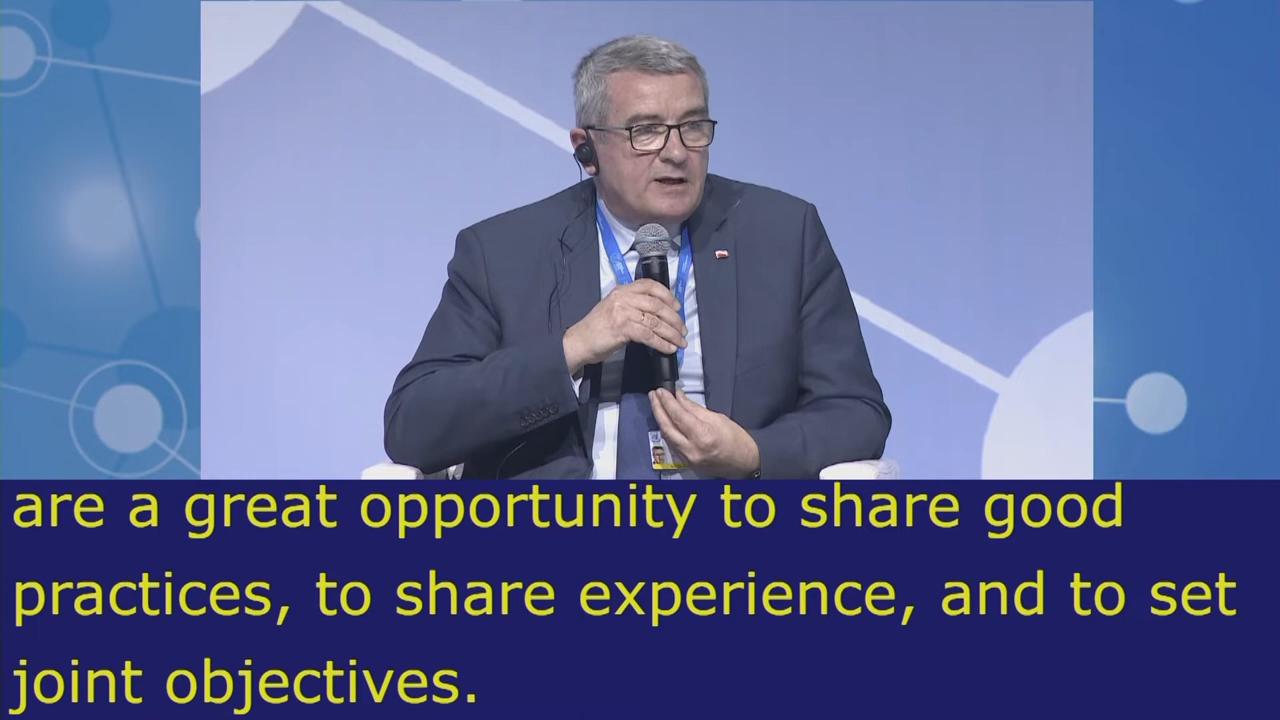 are a great opportunity to share good
practices, to share experience, and to set
joint objectives.